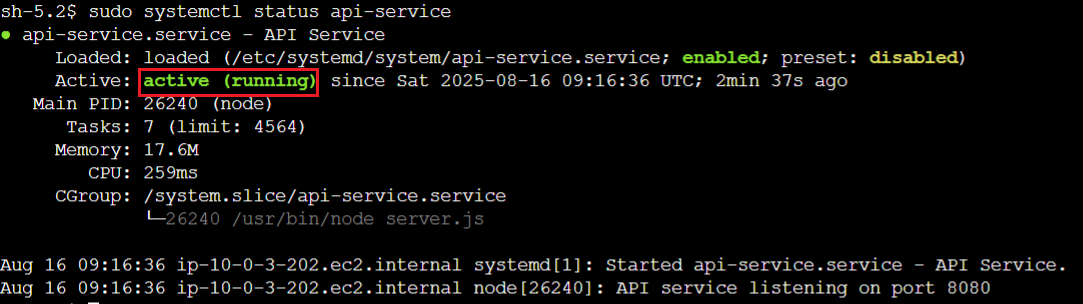 sh-5.2$ sudo systemctl status api-service
● api-service.service - API Service
Loaded: loaded (/etc/systemd/system/api-service.service; enabled; preset: disabled)
Active: active (running) since Sat 2025-08-16 09:16:36 UTC; 2min 37s ago
Main PID: 26240 (node)
Tasks: 7 (limit: 4564)
Memory: 17.6M
CPU: 259ms
CGroup: /system.slice/api-service.service
└─26240 /usr/bin/node server.js
Aug 16 09:16:36 ip-10-0-3-202.ec2.internal systemd[1]: Started api-service.service - API Service.
Aug 16 09:16:36 ip-10-0-3-202.ec2.internal node[26240]: API service listening on port 8080